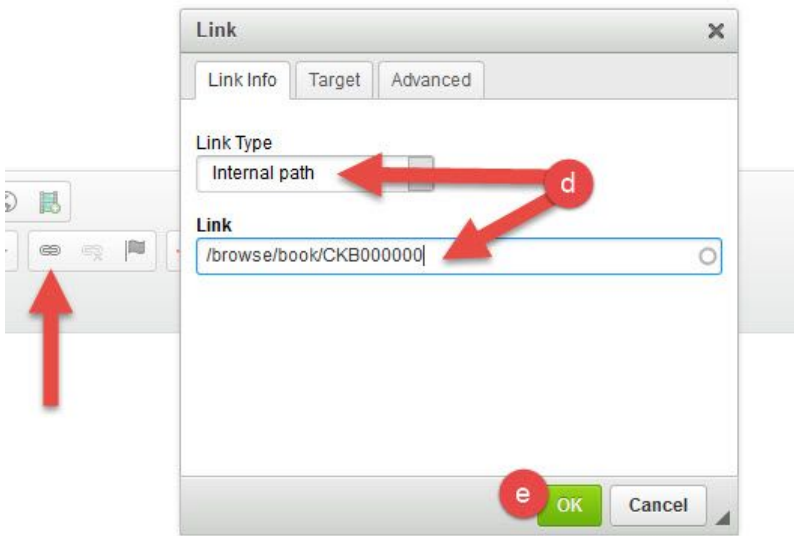 Link
Link Info Target Advanced
Link Type
Internal path
d
Link
/browse/book/CKB000000
e
OK Cancel